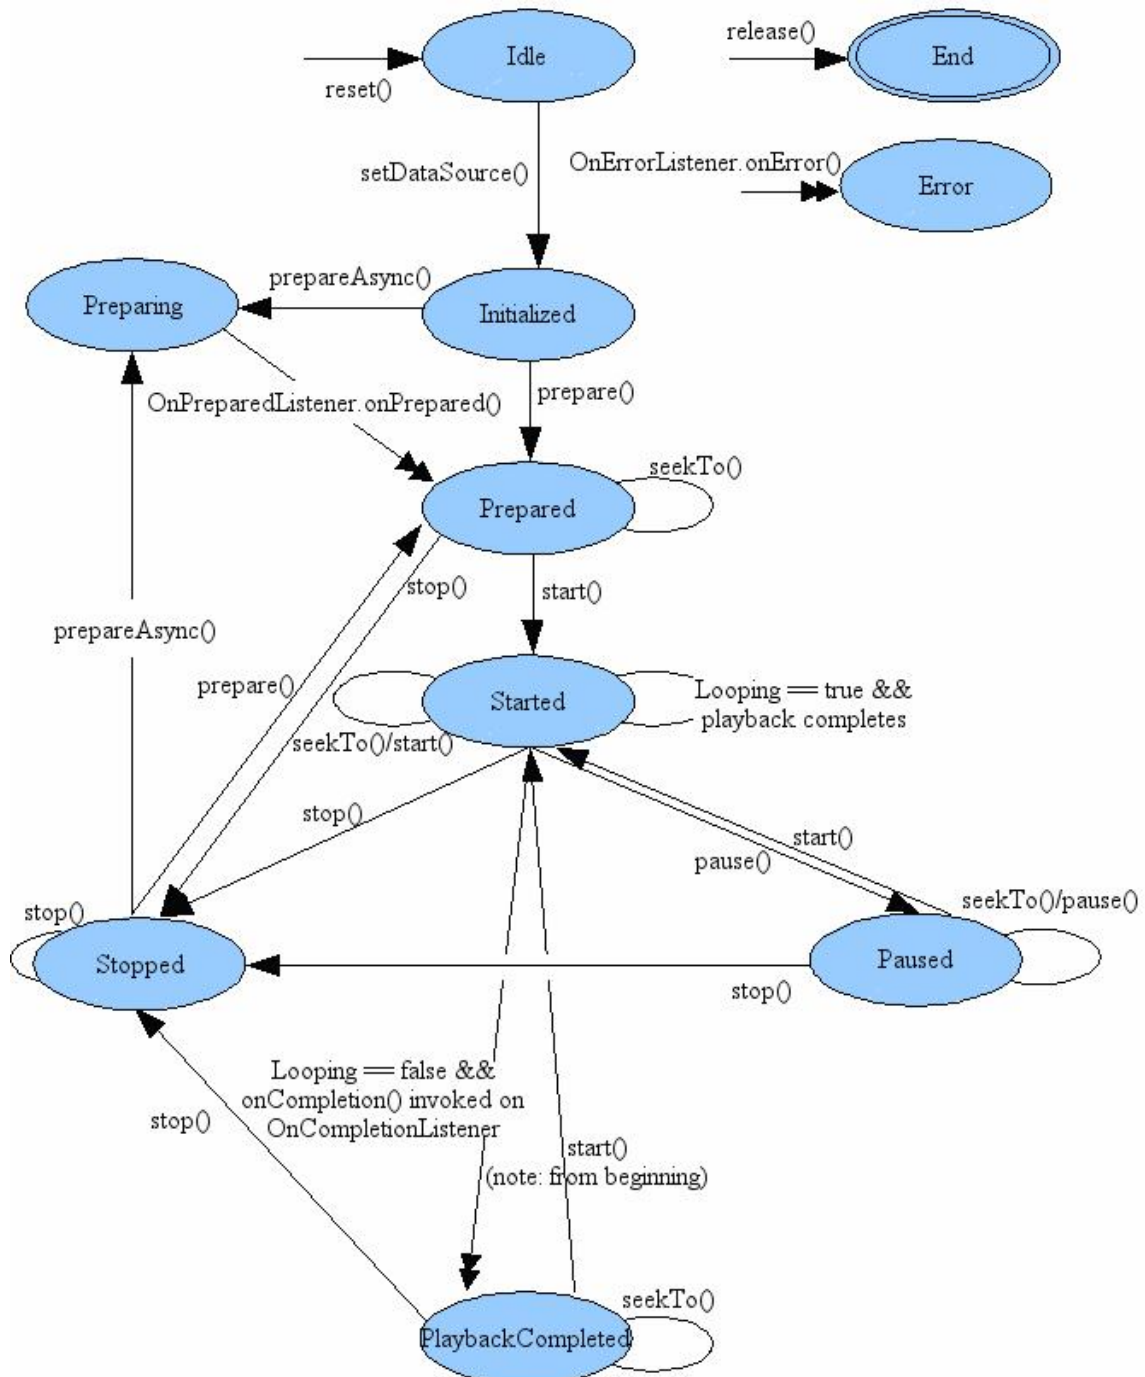 Idle
release()
End
reset()
setDataSource()
OnErrorListener.onError()
Error
prepareAsync()
Preparing
Initialized
OnPreparedListener.onPrepared()
prepare()
seekTo()
Prepared
stop()
start()
prepareAsync()
prepare()
Started
Looping == true &&
playback completes
seekTo()/start()
stop()
start()
pause()
seekTo()/pause()
stop()
Stopped
Paused
stop()
Looping == false &&
onCompletion() invoked on
OnCompletionListener
stop()
start()
(note: from beginning)
seekTo()
PlaybackCompleted